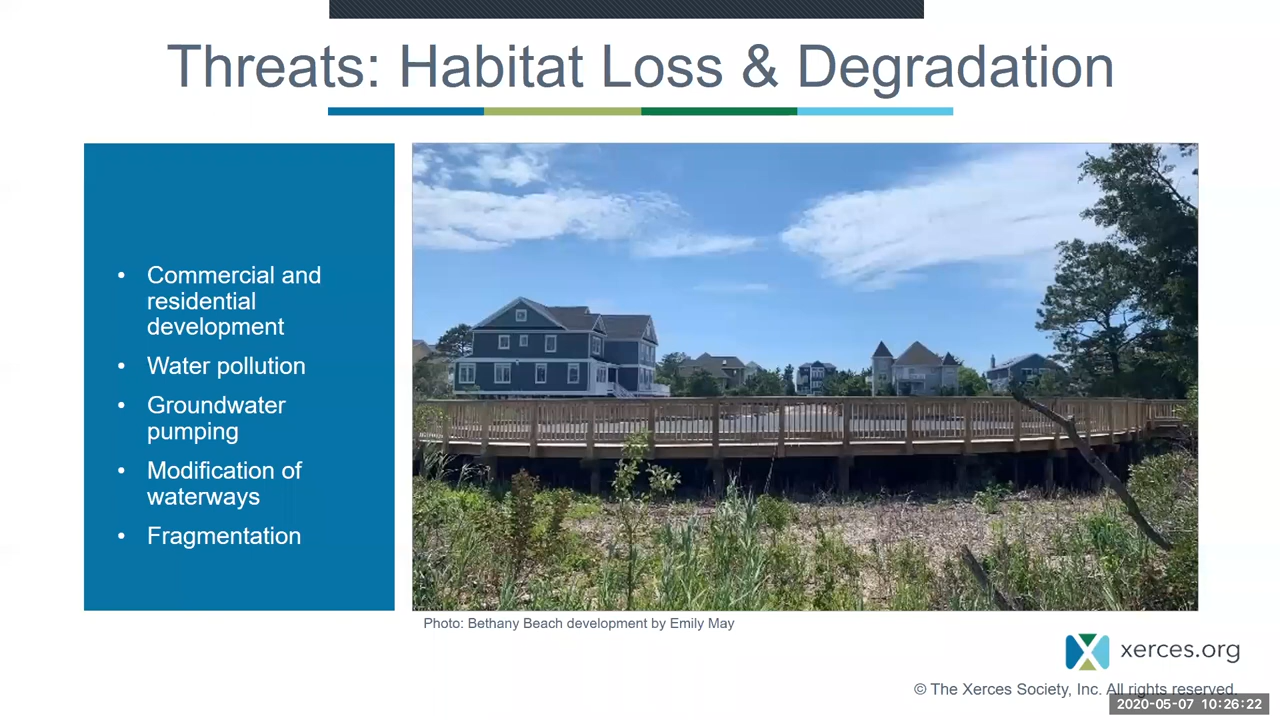 Threats: Habitat Loss & Degradation
• Commercial and
residential
development
• Water pollution
• Groundwater
pumping
• Modification of
waterways
• Fragmentation
Photo: Bethany Beach development by Emily May
xerces.org
© The Xerces Society, Inc. All rights reserved.
2020-05-07 10:26:22